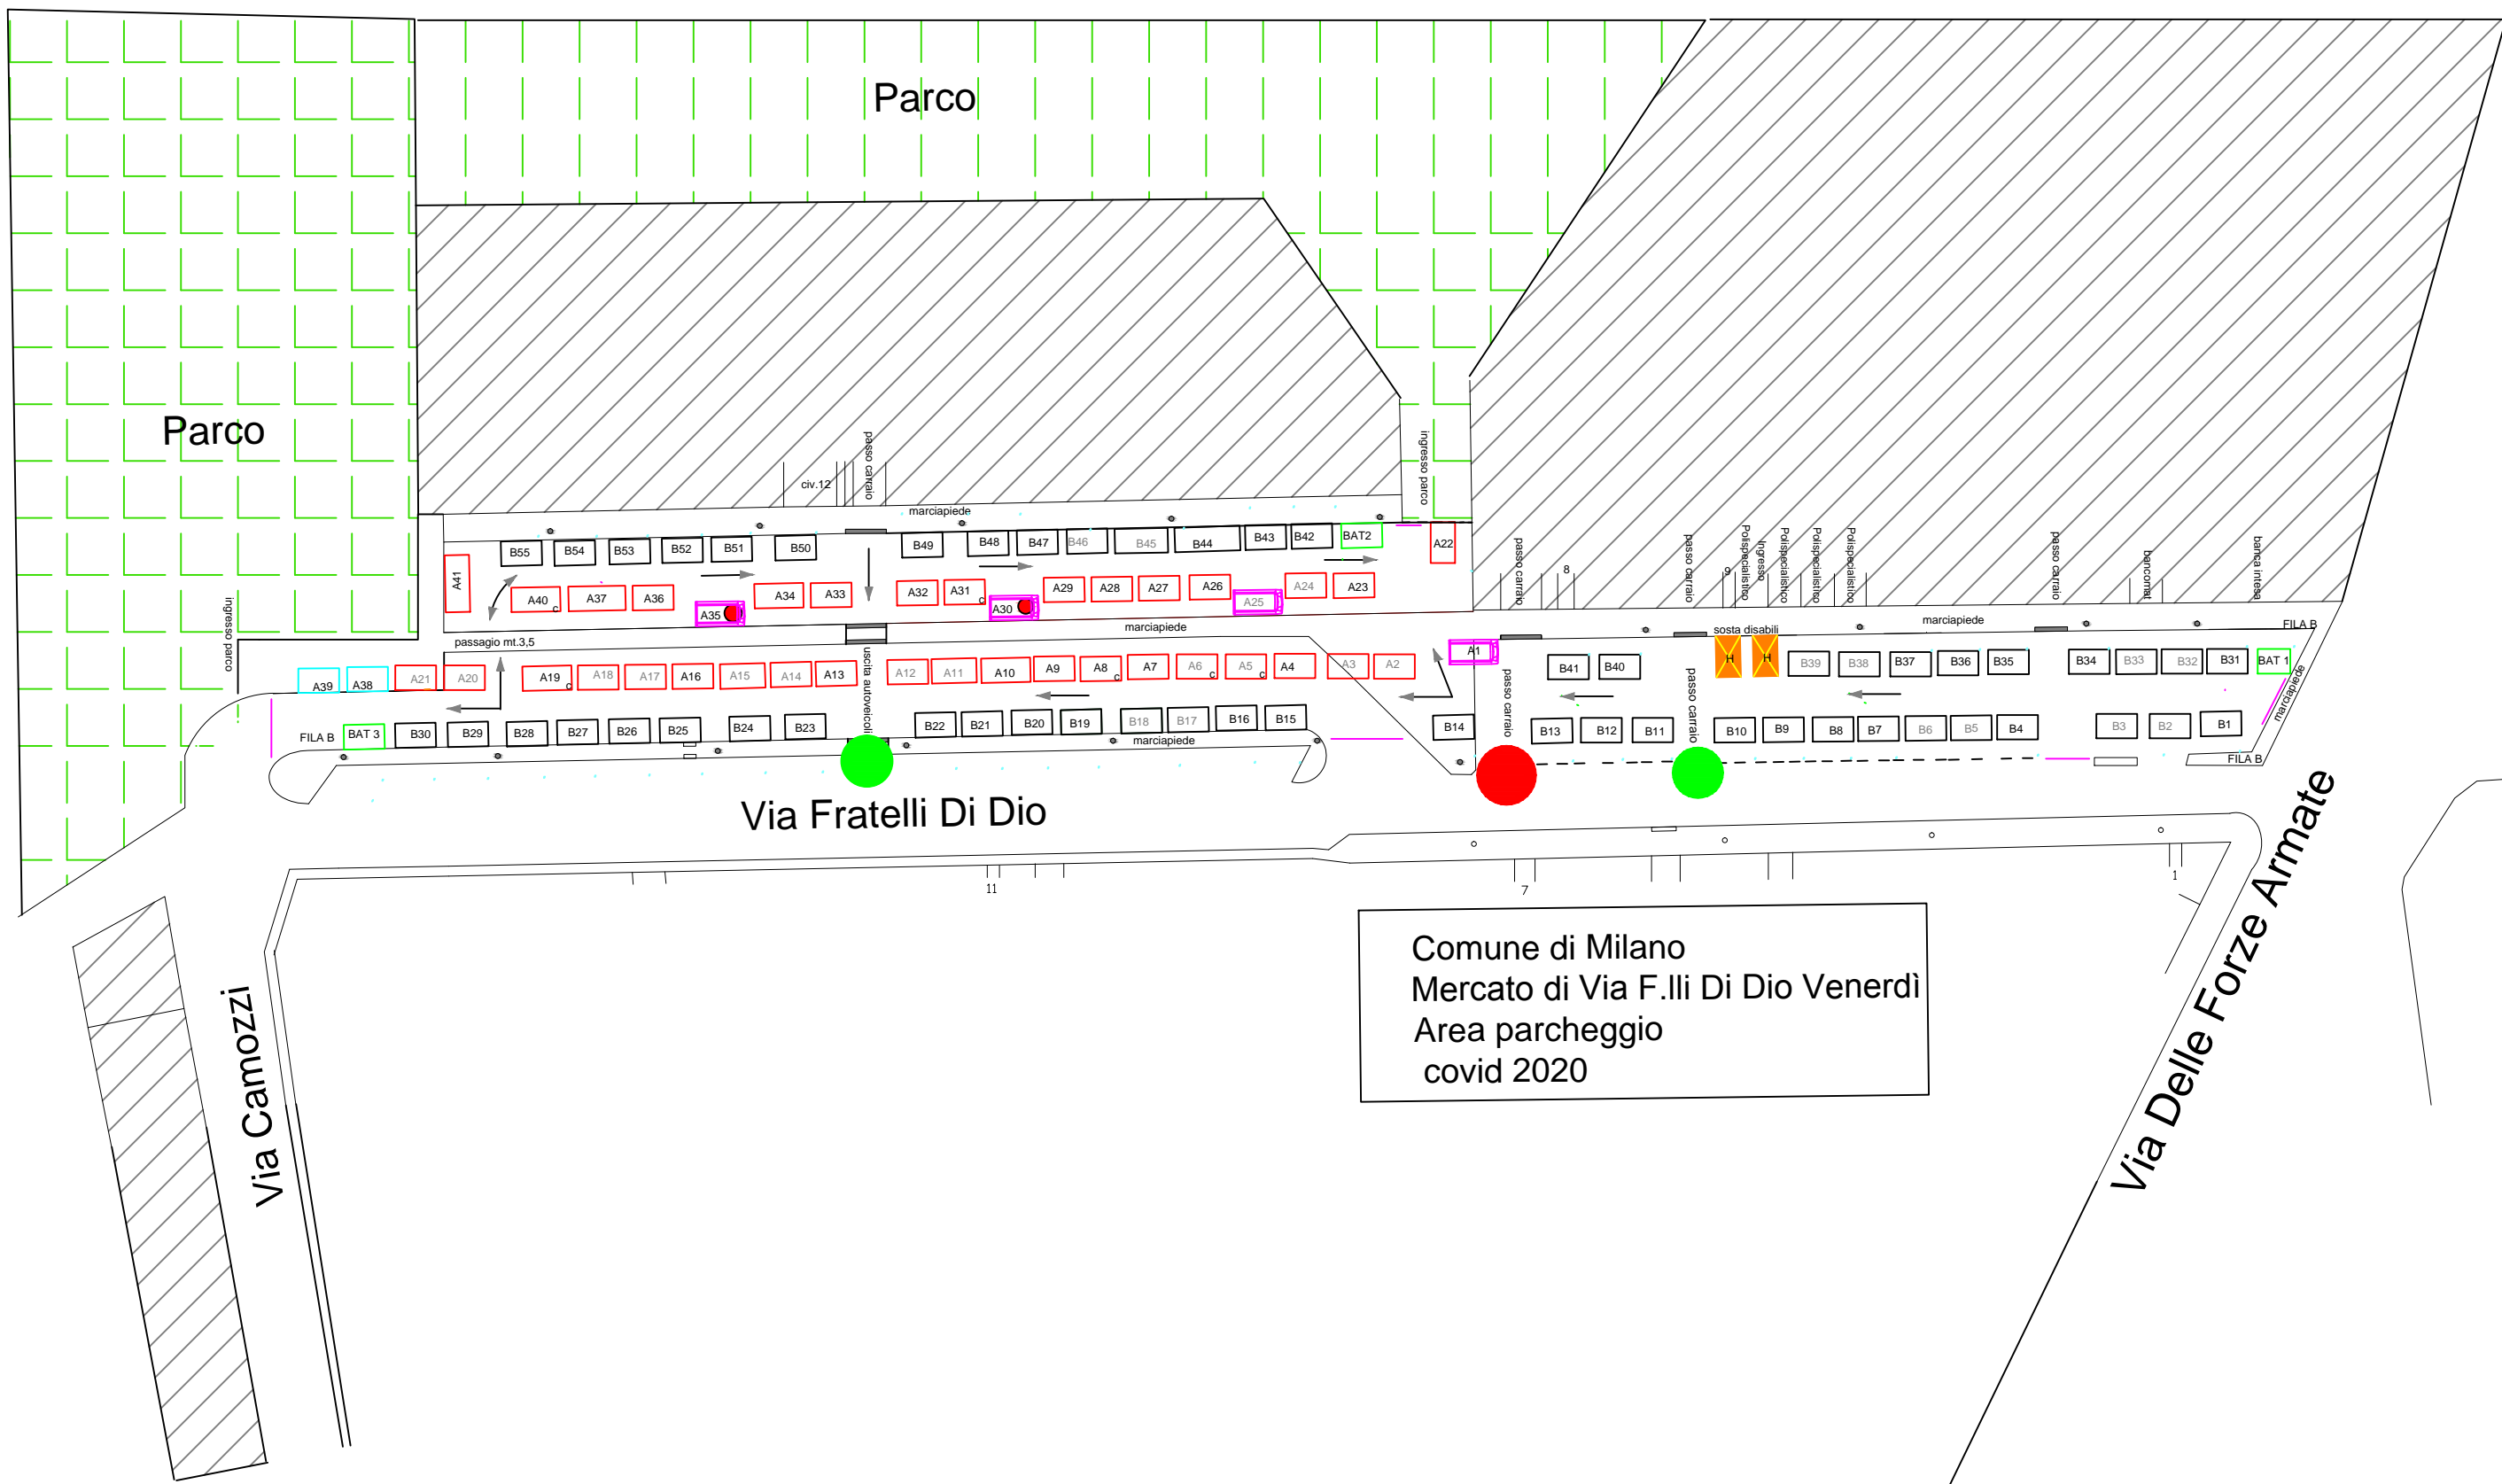 Parco
Parco
passo carraio
civ.12
ingresso parco
marciapiede
B55
B54
B53
B52
B51
B50
B49
B48
B47
B46
B45
B44
B43
B42
BAT2
A22
A41
A40
c
A37
A36
A35
A34
A33
A32
A31
c
A30
A29
A28
A27
A26
A25
A24
A23
passo carraio
8
passo carraio
9
Polispecialistico
Ingresso
Polispecialistico
Polispecialistico
Polispecialistico
passo carraio
bancomat
banca intesa
ingresso parco
passagio mt.3,5
marciapiede
sosta disabili
marciapiede
FILA B
A39
A38
A21
A20
A19
c
A18
A17
A16
A15
A14
A13
uscita autoveicoli
A12
A11
A10
A9
A8
c
A7
A6
c
A5
c
A4
A3
A2
A1
B41
B40
H
H
B39
B38
B37
B36
B35
B34
B33
B32
B31
BAT 1
marciapiede
FILA B
BAT 3
B30
B29
B28
B27
B26
B25
B24
B23
B22
B21
B20
B19
B18
B17
B16
B15
marciapiede
B14
passo carraio
B13
B12
B11
passo carraio
B10
B9
B8
B7
B6
B5
B4
B3
B2
B1
FILA B
Via Fratelli Di Dio
11
7
1
Via Camozzi
Via Delle Forze Armate
Comune di Milano
Mercato di Via F.lli Di Dio Venerdì
Area parcheggio
covid 2020